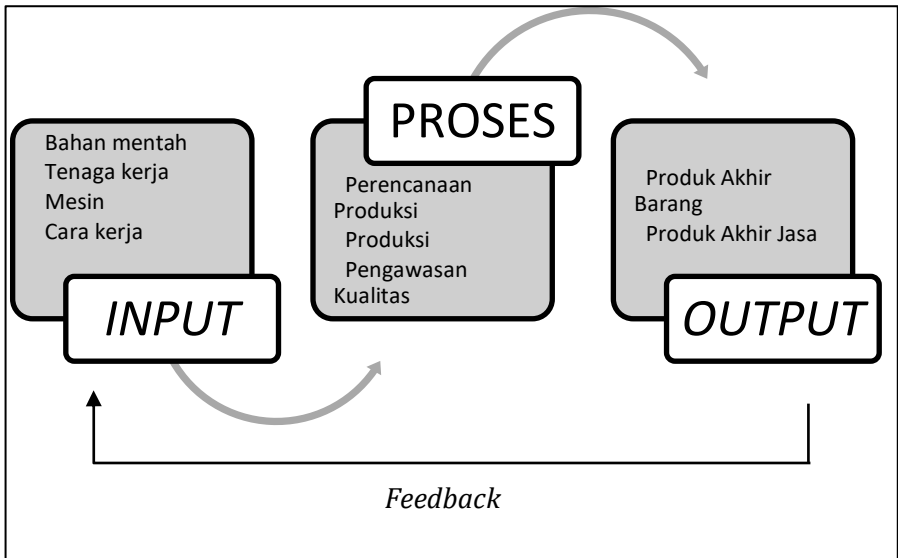 Bahan mentah
Tenaga kerja
Mesin
Cara kerja
INPUT
PROSES
Perencanaan
Produksi
Produksi
Pengawasan
Kualitas
Produk Akhir
Barang
Produk Akhir Jasa
OUTPUT
Feedback